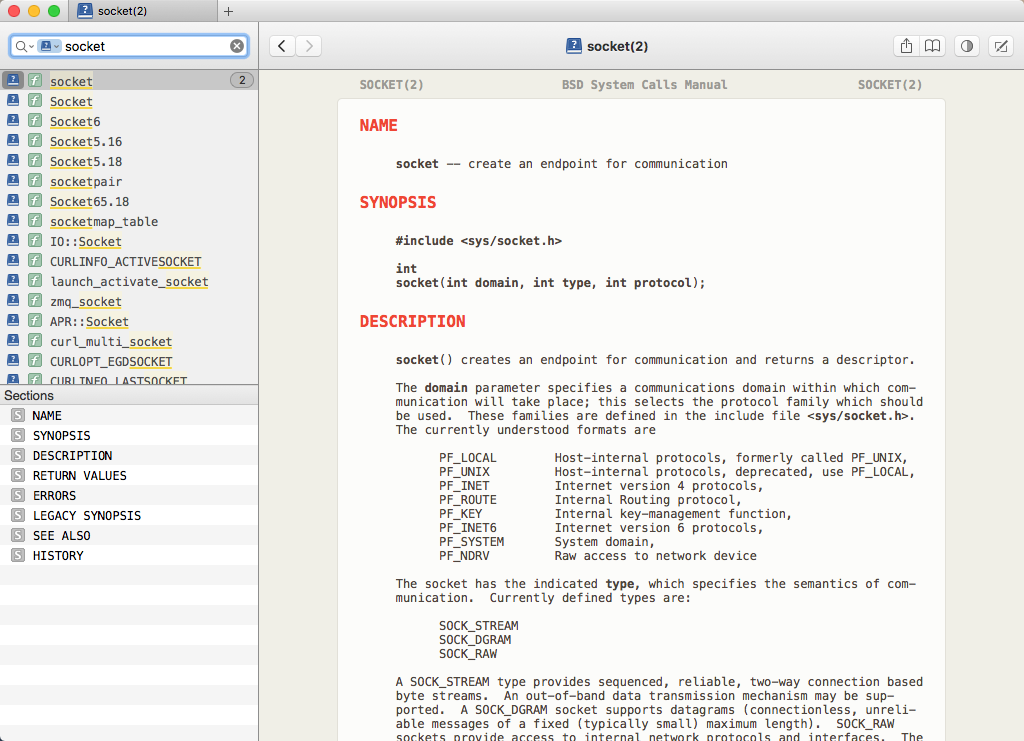 socket(2)
socket
socket(2)
socket 2
Socket
Socket6
Socket5.16
Socket5.18
socketpair
Socket65.18
socketmap_table
IO::Socket
CURLINFO_ACTIVESOCKET
launch_activate_socket
zmq_socket
APR::Socket
curl_multi_socket
CURLOPT_EGDSOCKET
CURLINFO_LASTSOCKET
Sections
S NAME
S SYNOPSIS
S DESCRIPTION
S RETURN VALUES
S ERRORS
S LEGACY SYNOPSIS
S SEE ALSO
S HISTORY
SOCKET(2) BSD System Calls Manual SOCKET(2)
NAME
socket —— create an endpoint for communication
SYNOPSIS
#include <sys/socket.h>
int
socket(int domain, int type, int protocol);
DESCRIPTION
socket() creates an endpoint for communication and returns a descriptor.
The domain parameter specifies a communications domain within which com-
munication will take place; this selects the protocol family which should
be used. These families are defined in the include file <sys/socket.h>.
The currently understood formats are
PF_LOCAL Host-internal protocols, formerly called PF_UNIX,
PF_UNIX Host-internal protocols, deprecated, use PF_LOCAL,
PF_INET Internet version 4 protocols,
PF_ROUTE Internal Routing protocol,
PF_KEY Internal key-management function,
PF_INET6 Internet version 6 protocols,
PF_SYSTEM System domain,
PF_NDRV Raw access to network device
The socket has the indicated type, which specifies the semantics of com-
munication. Currently defined types are:
SOCK_STREAM
SOCK_DGRAM
SOCK_RAW
A SOCK_STREAM type provides sequenced, reliable, two-way connection based
byte streams. An out-of-band data transmission mechanism may be sup-
ported. A SOCK_DGRAM socket supports datagrams (connectionless, unreli-
able messages of a fixed (typically small) maximum length). SOCK_RAW
sockets provide access to internal network protocols and interfaces. The